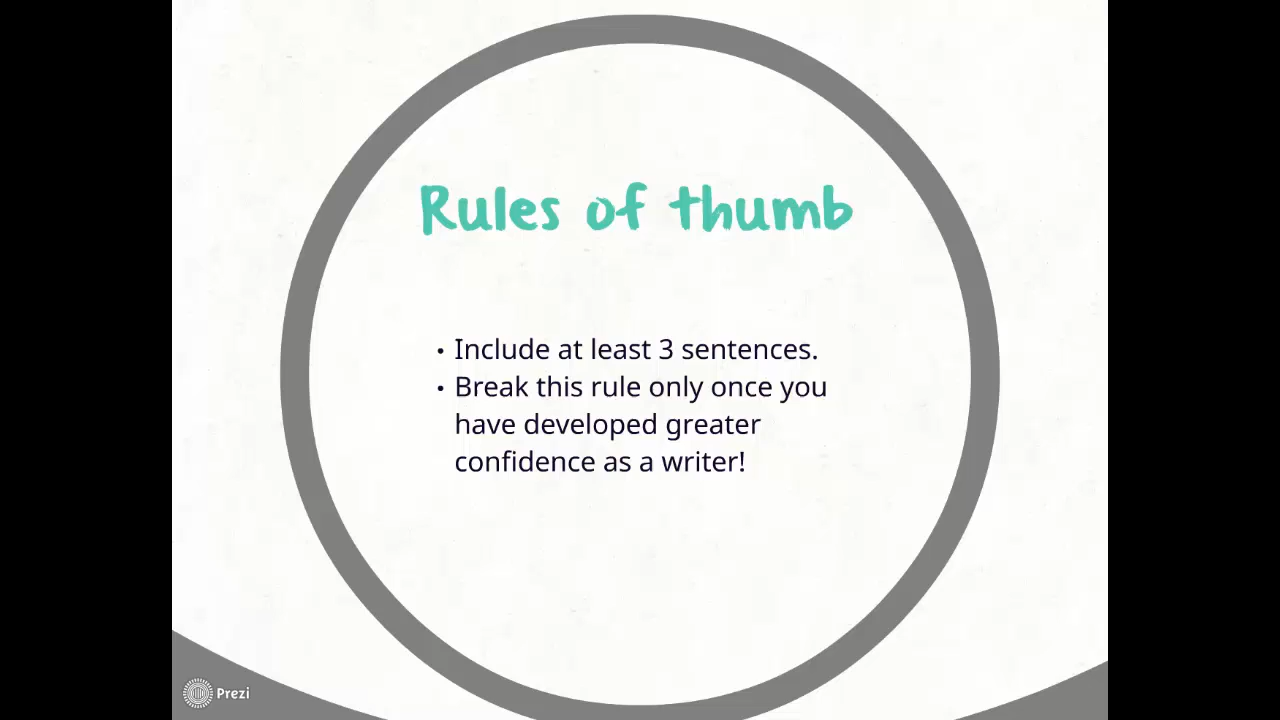 Rules of thumb
• Include at least 3 sentences.
• Break this rule only once you
have developed greater
confidence as a writer!
Prezi